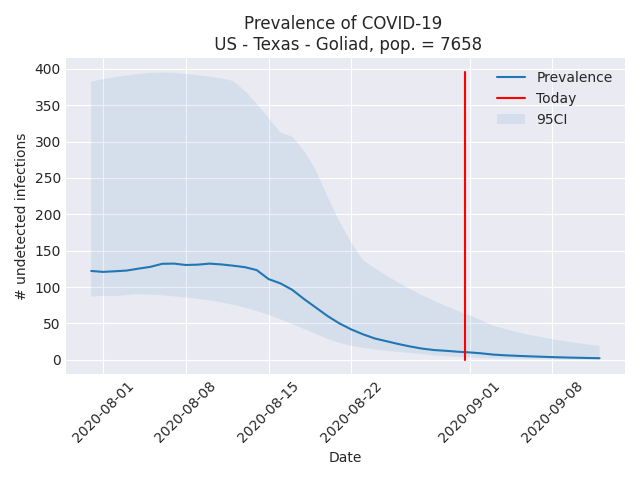 Prevalence of COVID-19
US - Texas - Goliad, pop. = 7658
400
350
300
250
200
150
100
50
0
# undetected infections
Prevalence
Today
95CI
2020-08-01
2020-08-08
2020-08-15
2020-08-22
2020-09-01
2020-09-08
Date